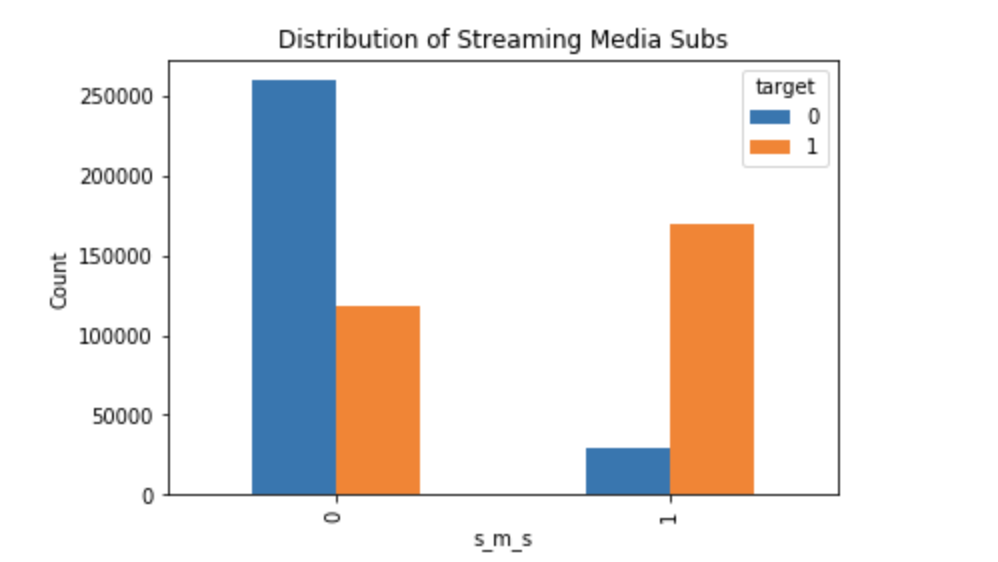 Distribution of Streaming Media Subs
target
0
1
250000
200000
150000
100000
50000
0
Count
0
1
s_m_s